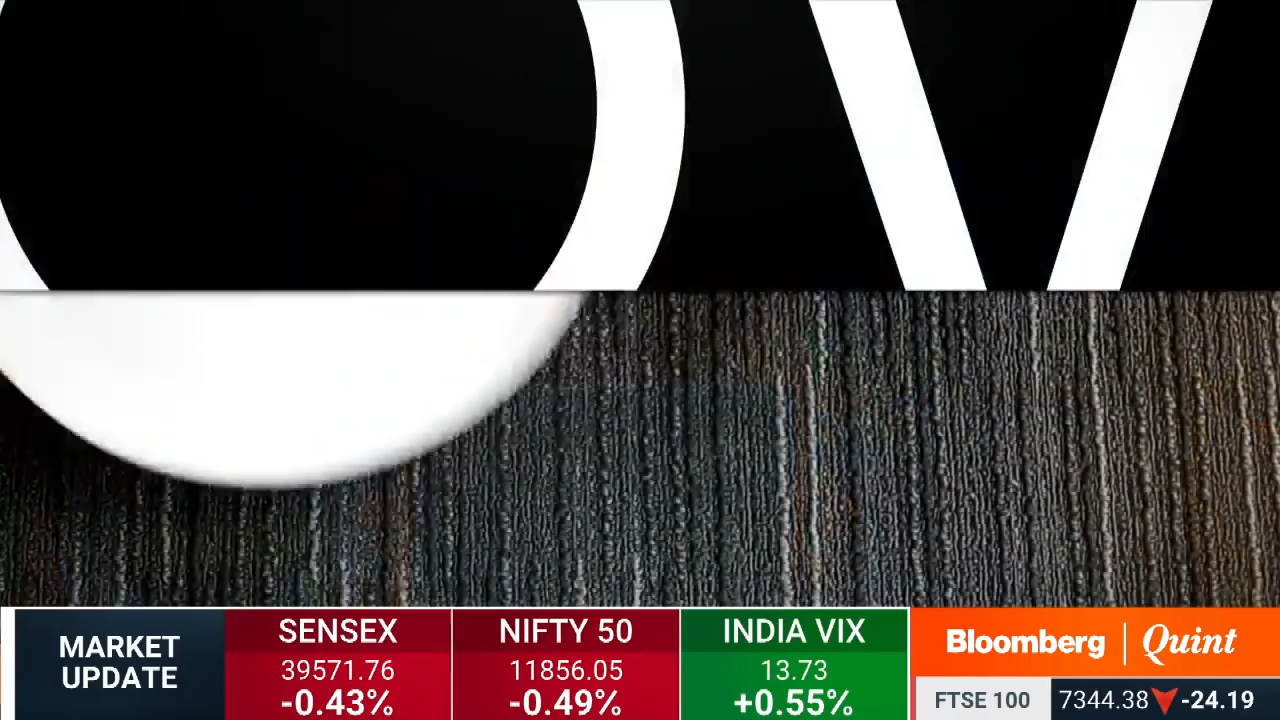 OV
MARKET
UPDATE
SENSEX
39571.76
-0.43%
NIFTY 50
11856.05
-0.49%
INDIA VIX
13.73
+0.55%
Bloomberg | Quint
FTSE 100 7344.38 -24.19